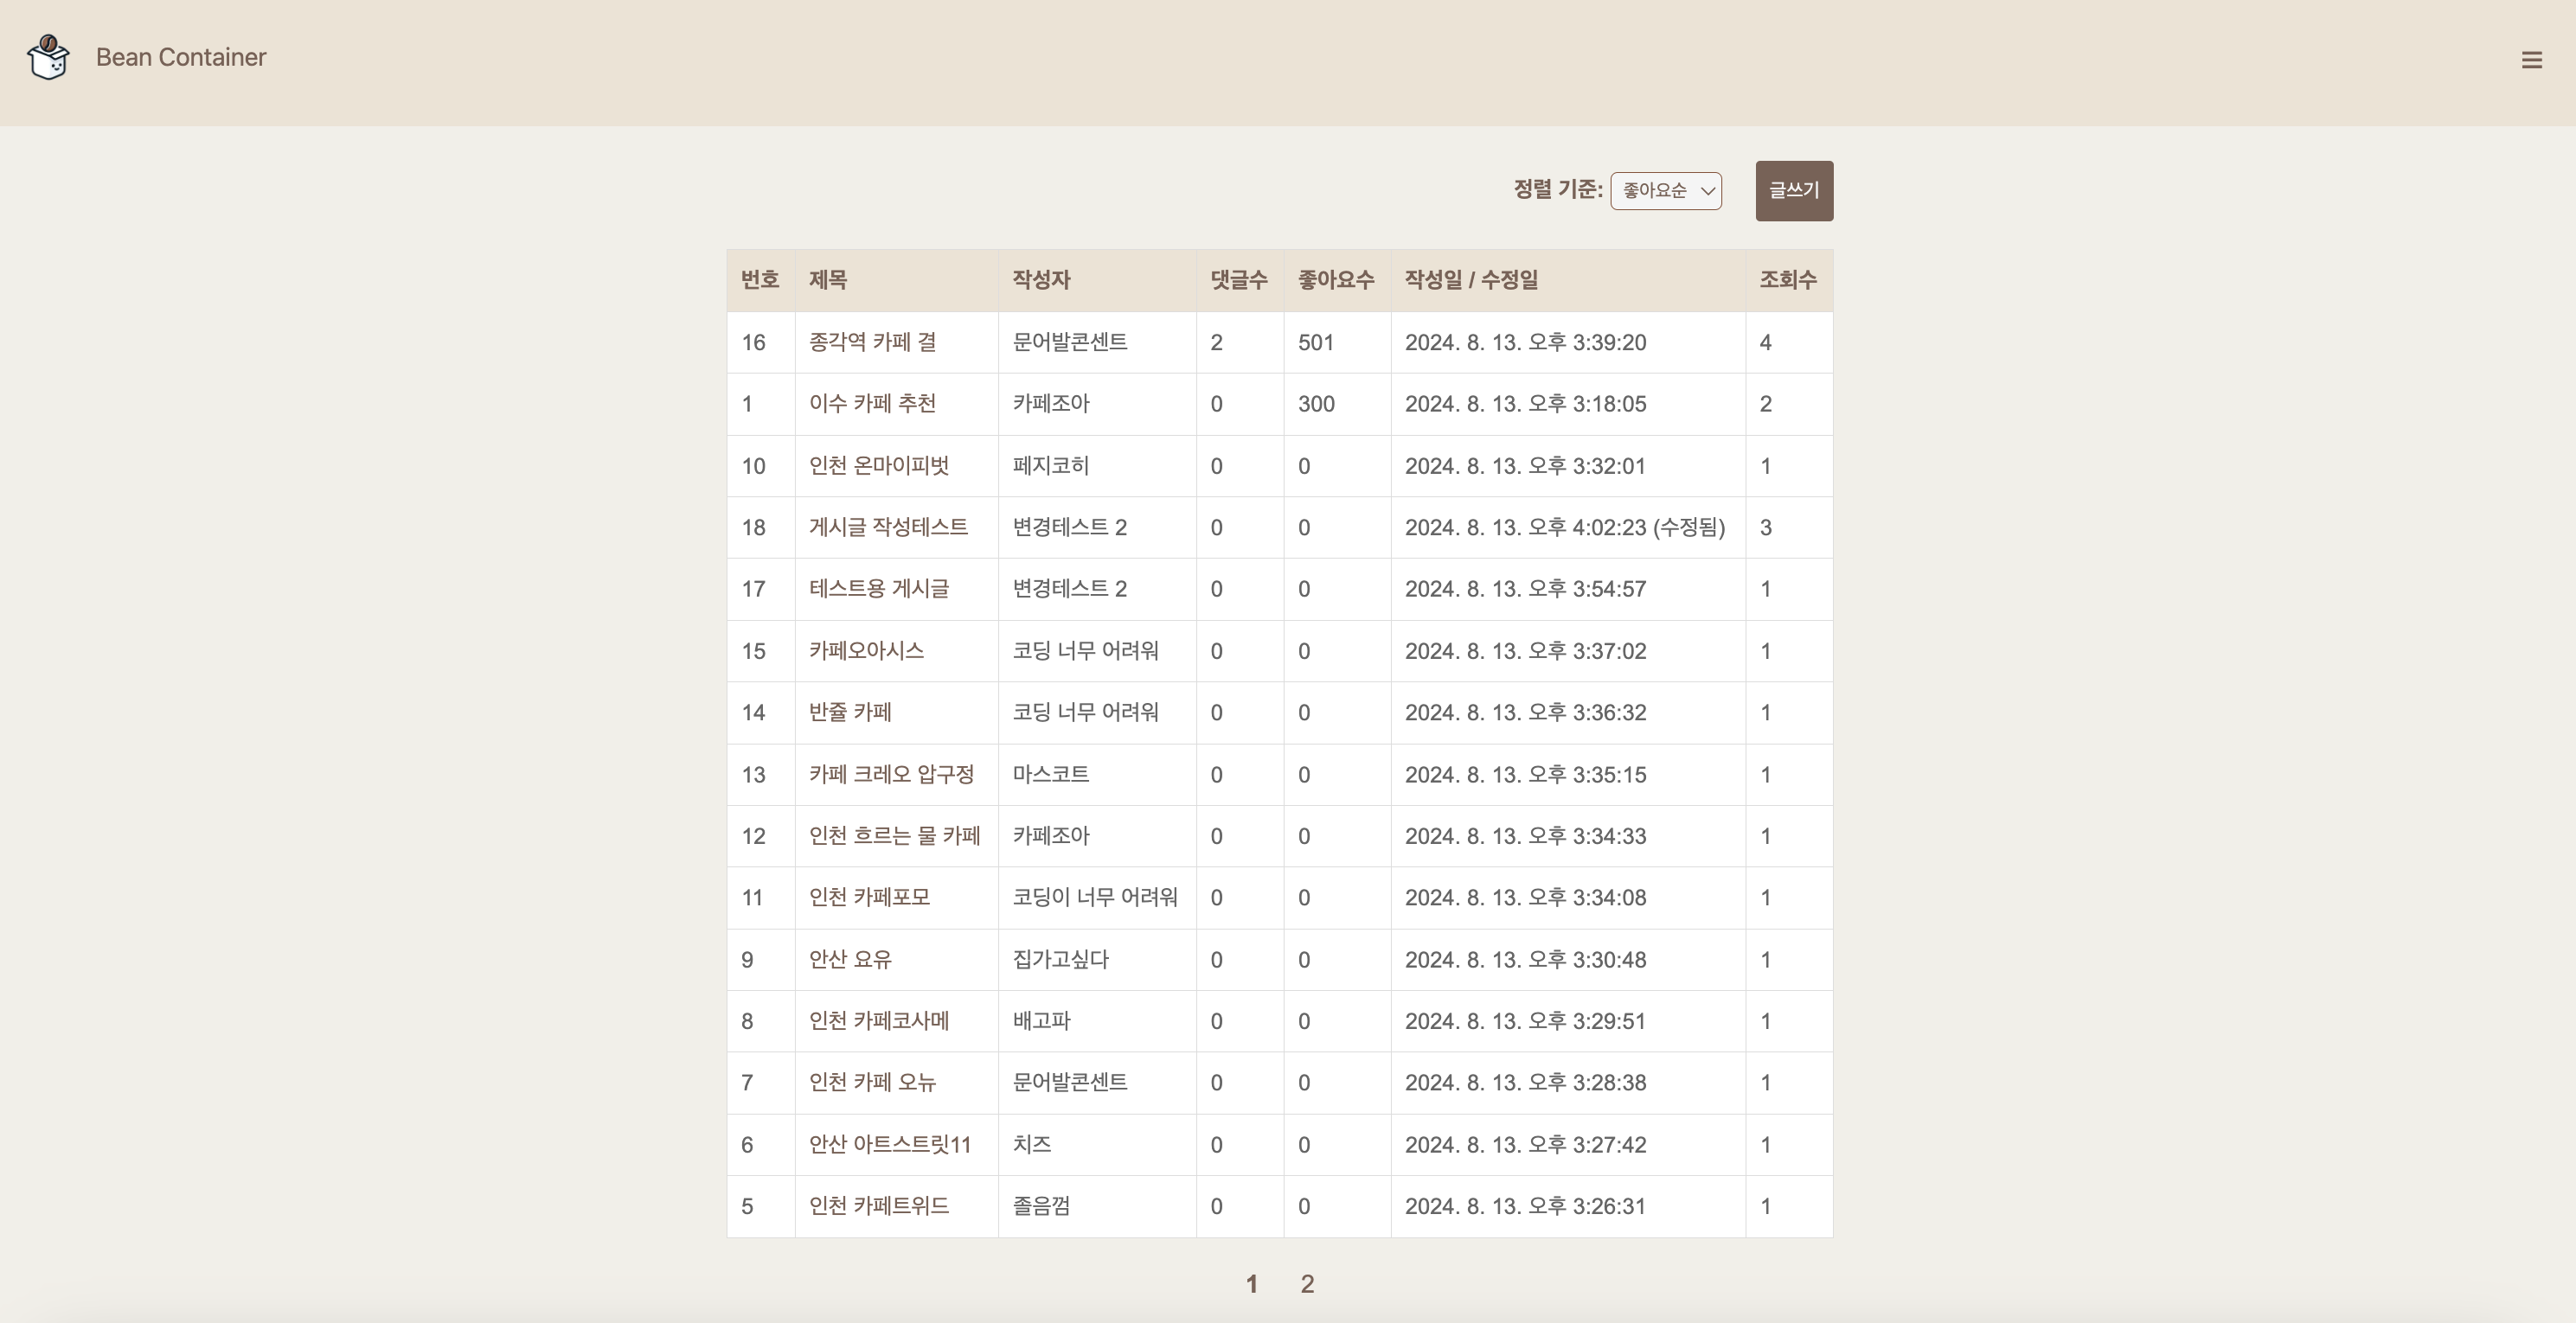 Bean Container
정렬 기준: 좋아요순 글쓰기
번호 제목 작성자 댓글수 좋아요수 작성일 / 수정일 조회수
16 종각역 카페 결 문어발콘센트 2 501 2024. 8. 13. 오후 3:39:20 4
1 이수 카페 추천 카페조아 0 300 2024. 8. 13. 오후 3:18:05 2
10 인천 온마이피벗 페지코히 0 0 2024. 8. 13. 오후 3:32:01 1
18 게시글 작성테스트 변경테스트 2 0 0 2024. 8. 13. 오후 4:02:23 (수정됨) 3
17 테스트용 게시글 변경테스트 2 0 0 2024. 8. 13. 오후 3:54:57 1
15 카페오아시스 코딩 너무 어려워 0 0 2024. 8. 13. 오후 3:37:02 1
14 반쥴 카페 코딩 너무 어려워 0 0 2024. 8. 13. 오후 3:36:32 1
13 카페 크레오 압구정 마스코트 0 0 2024. 8. 13. 오후 3:35:15 1
12 인천 흐르는 물 카페 카페조아 0 0 2024. 8. 13. 오후 3:34:33 1
11 인천 카페포모 코딩이 너무 어려워 0 0 2024. 8. 13. 오후 3:34:08 1
9 안산 요유 집가고싶다 0 0 2024. 8. 13. 오후 3:30:48 1
8 인천 카페코사메 배고파 0 0 2024. 8. 13. 오후 3:29:51 1
7 인천 카페 오뉴 문어발콘센트 0 0 2024. 8. 13. 오후 3:28:38 1
6 안산 아트스트릿11 치즈 0 0 2024. 8. 13. 오후 3:27:42 1
5 인천 카페트위드 졸음껌 0 0 2024. 8. 13. 오후 3:26:31 1
1 2